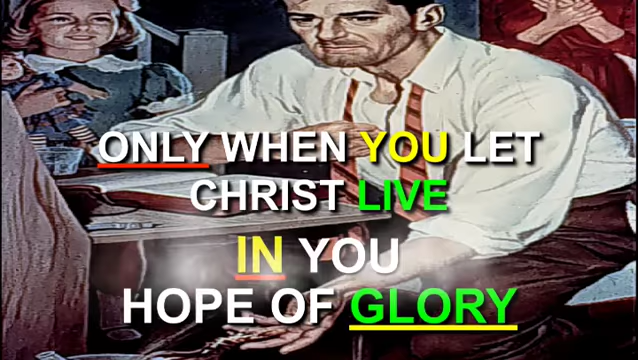 ONLY WHEN YOU LET
CHRIST LIVE
IN YOU
HOPE OF GLORY